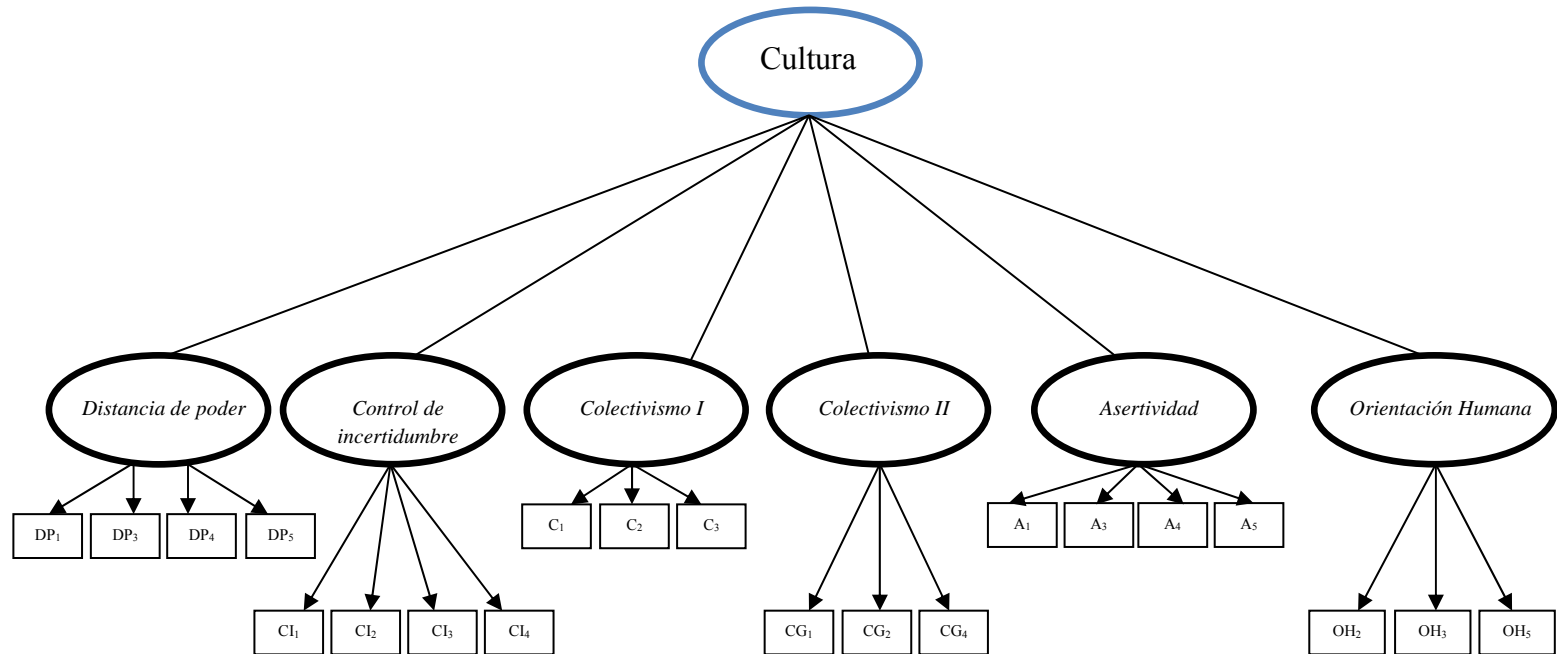 Cultura
Distancia de poder
Control de
incertidumbre
Colectivismo I
Colectivismo II
Asertividad
Orientación Humana
DP₁
DP₃
DP₄
DP₅
C₁
C₂
C₃
A₁
A₃
A₄
A₅
CI₁
CI₂
CI₃
CI₄
CG₁
CG₂
CG₄
OH₂
OH₃
OH₅